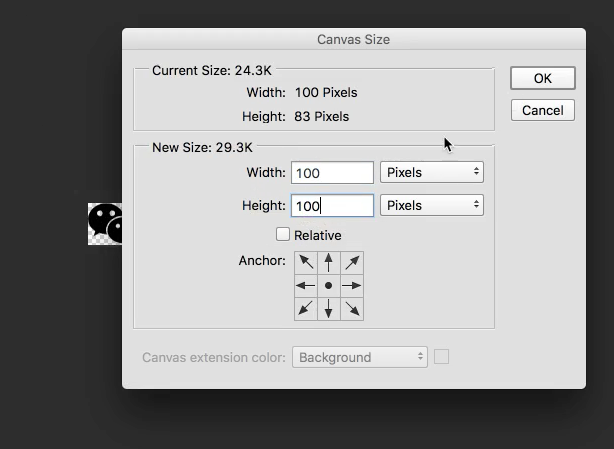 Canvas Size
Current Size: 24.3K
Width: 100 Pixels
Height: 83 Pixels
OK
Cancel
New Size: 29.3K
Width: 100 Pixels
Height: 100 Pixels
Relative
Anchor:
Canvas extension color: Background